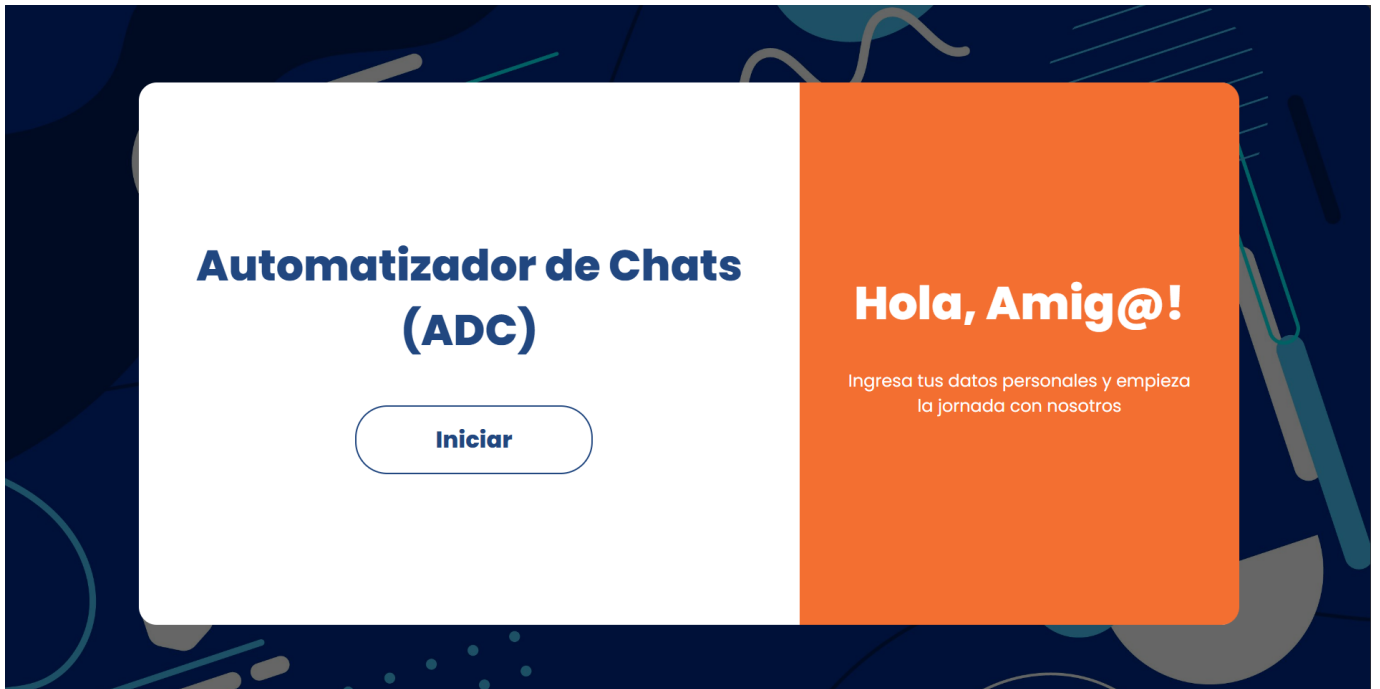 Automatizador de Chats
(ADC)
Iniciar
Hola, Amig@!
Ingresa tus datos personales y empieza
la jornada con nosotros